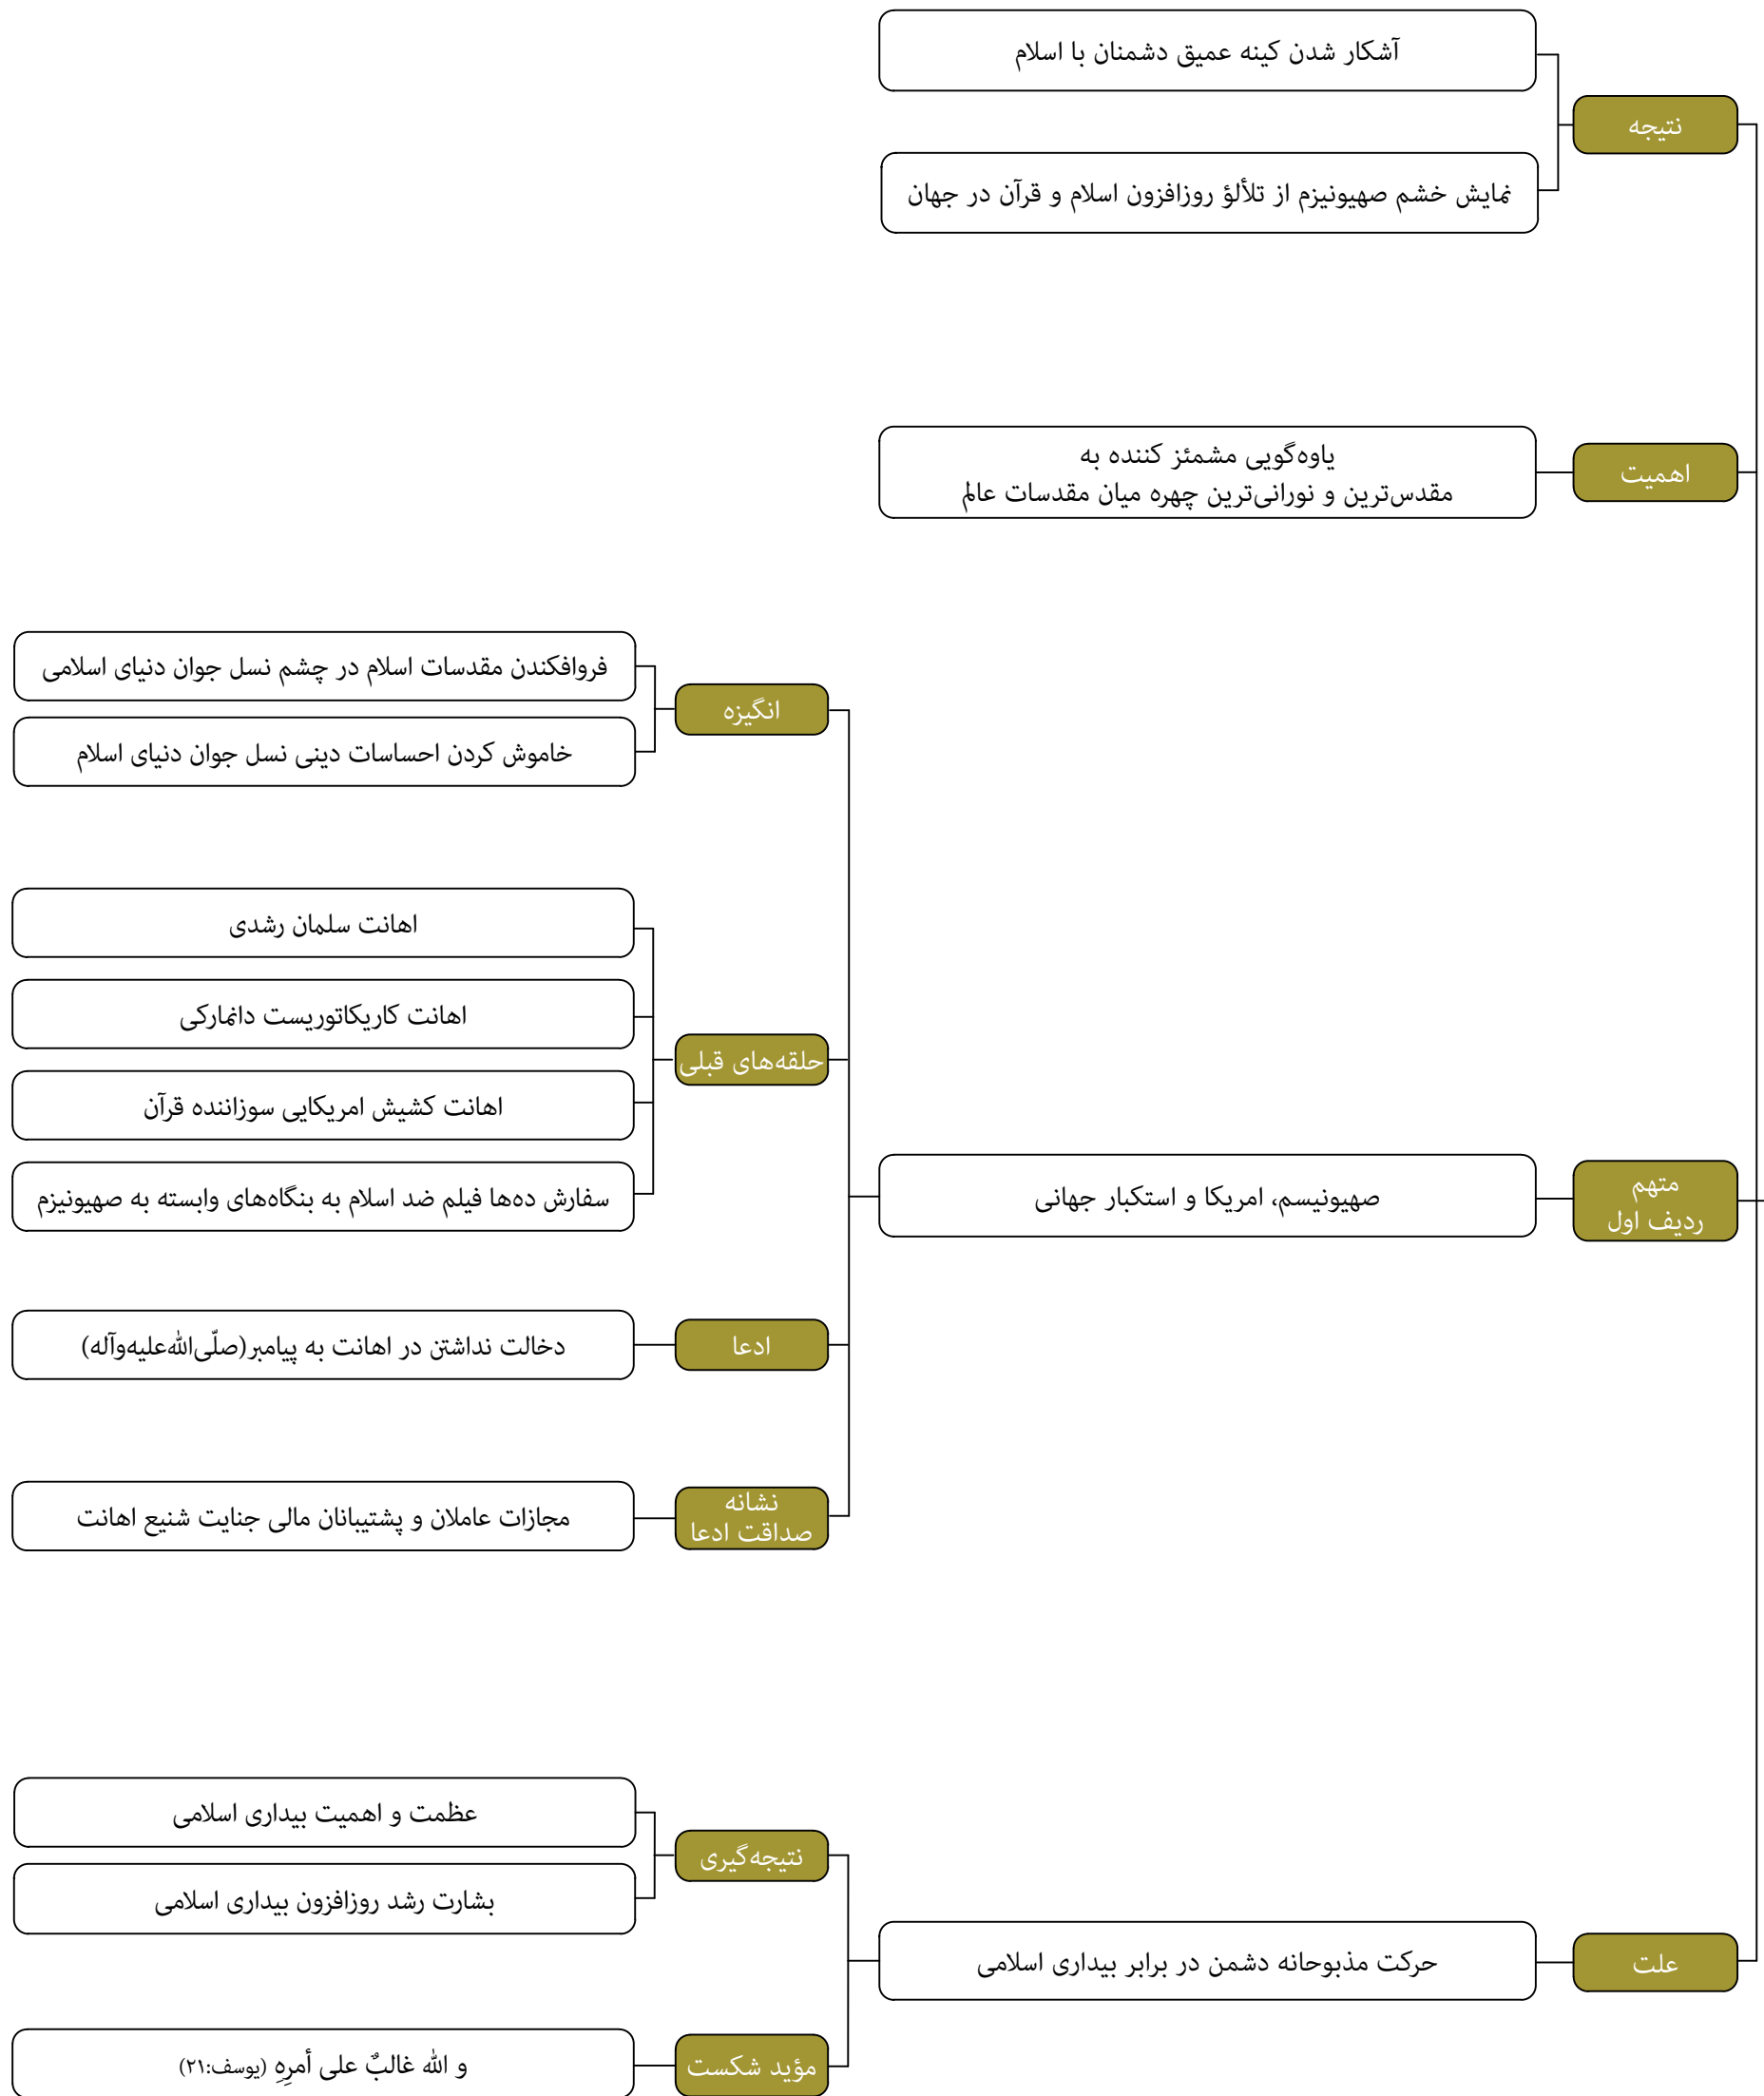 نتیجه
آشکار شدن کینه عمیق دشمنان با اسلام
نمایش خشم صهیونیزم از تلألؤ روزافزون اسلام و قرآن در جهان
اهمیت
یاوه‌گویی مشمئز کننده به
مقدس‌ترین و نورانی‌ترین چهره میان مقدسات عالم
متهم
ردیف اول
صهیونیسم، امریکا و استکبار جهانی
انگیزه
فروافکندن مقدسات اسلام در چشم نسل جوان دنیای اسلامی
خاموش کردن احساسات دینی نسل جوان دنیای اسلام
حلقه‌های قبلی
اهانت سلمان رشدی
اهانت کاریکاتوریست دانمارکی
اهانت کشیش امریکایی سوزاننده قرآن
سفارش ده‌ها فیلم ضد اسلام به بنگاه‌های وابسته به صهیونیزم
ادعا
دخالت نداشتن در اهانت به پیامبر(صلّی‌الله‌علیه‌وآله)
نشانه
صداقت ادعا
مجازات عاملان و پشتیبانان مالی جنایت شنیع اهانت
علت
حرکت مذبوحانه دشمن در برابر بیداری اسلامی
نتیجه‌گیری
عظمت و اهمیت بیداری اسلامی
بشارت رشد روزافزون بیداری اسلامی
مؤید شکست
و الله غالبٌ علی أمرِهِ (یوسف:۲۱)